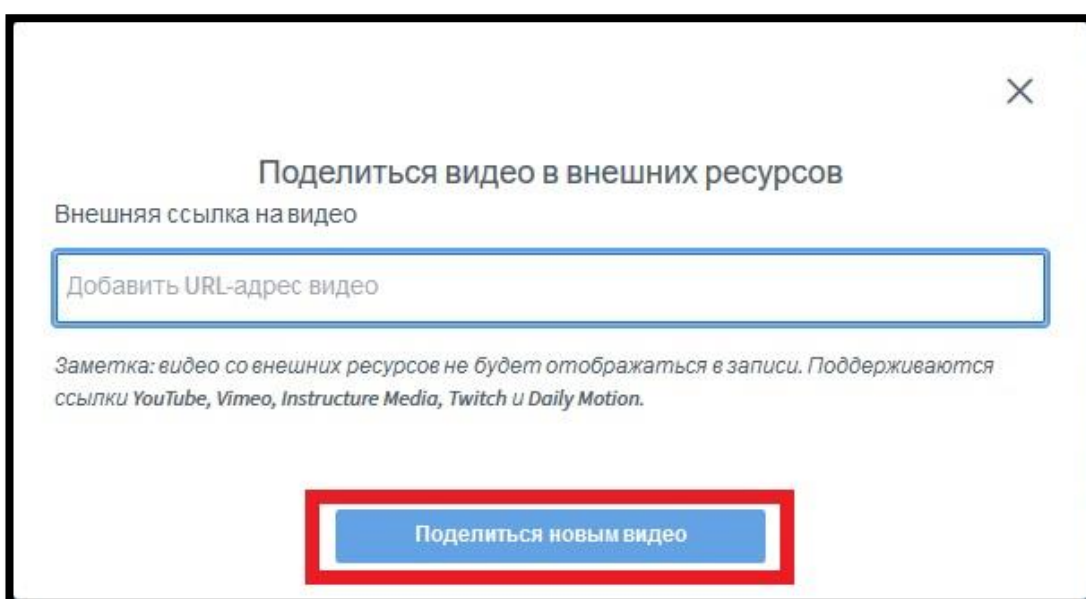 Поделиться видео в внешних ресурсов
Внешняя ссылка на видео
Добавить URL-адрес видео
Заметка: видео со внешних ресурсов не будет отображаться в записи. Поддерживаются
ссылки YouTube, Vimeo, Instructure Media, Twitch и Daily Motion.
Поделиться новым видео